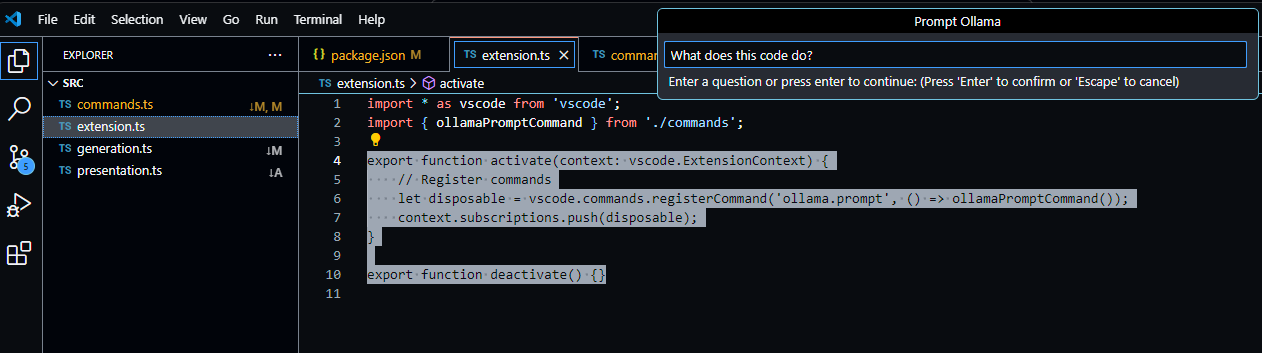 File Edit Selection View Go Run Terminal Help
Prompt Ollama
What does this code do?
Enter a question or press enter to continue: (Press 'Enter' to confirm or 'Escape' to cancel)
EXPLORER ...
SRC
TS commands.ts ↓M, M
TS extension.ts
TS generation.ts ↓M
TS presentation.ts ↓A
5
{} package.json M TS extension.ts × TS comman
TS extension.ts > activate
1 import * as vscode from 'vscode';
2 import { ollamaPromptCommand } from './commands';
3
4 export function activate(context: vscode.ExtensionContext) {
5 // Register commands
6 let disposable = vscode.commands.registerCommand('ollama.prompt', () => ollamaPromptCommand());
7 context.subscriptions.push(disposable);
8 }
9
10 export function deactivate() {}
11